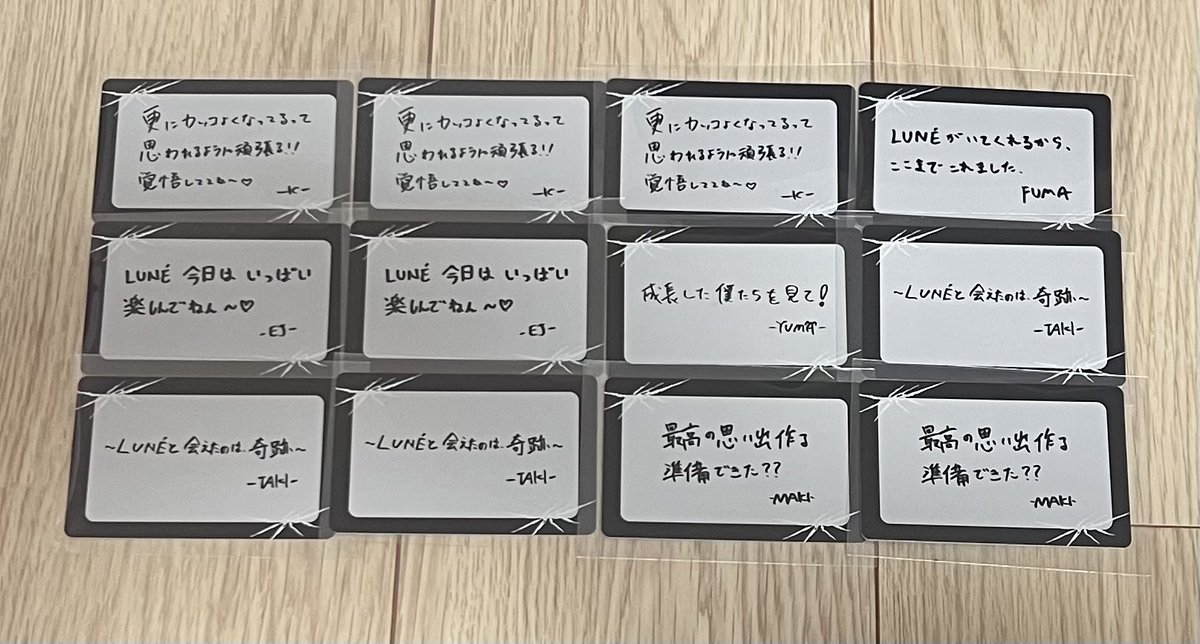 更にカッコよくなってるって
思われるように頑張る!!
覚悟しててね〜♡
-K-
更にカッコよくなってるって
思われるように頑張る!!
覚悟しててね〜♡
-K-
更にカッコよくなってるって
思われるように頑張る!!
覚悟しててね〜♡
-K-
LUNÉがいてくれるから、
ここまでこれました。
FUMA
LUNÉ 今日は いっぱい
楽しんでねん〜♡
-EJ-
LUNÉ 今日は いっぱい
楽しんでねん〜♡
-EJ-
成長した僕たちを見て!
-YUMA-
~LUNÉと会えたのは、奇跡~
-TAKI-
~LUNÉと会えたのは、奇跡~
-TAKI-
~LUNÉと会えたのは、奇跡~
-TAKI-
最高の思い出作る
準備できた??
-MAKI-
最高の思い出作る
準備できた??
-MAKI-